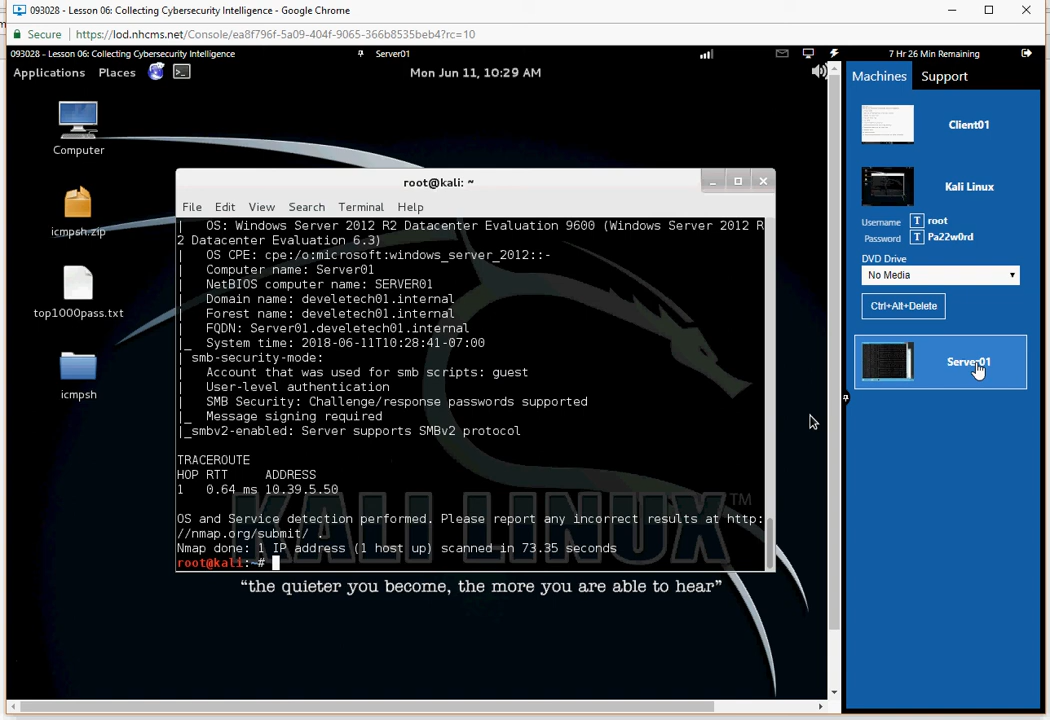 093028 - Lesson 06: Collecting Cybersecurity Intelligence - Google Chrome
Secure https://lod.nhcms.net/Console/ea8f796f-5a09-404f-9065-366b8535beb4?rc=10
093028 - Lesson 06: Collecting Cybersecurity Intelligence Server01 7 Hr 26 Min Remaining
Applications Places Mon Jun 11, 10:29 AM
Machines Support
Computer
icmpsh.zip
top1000pass.txt
icmpsh
root@kali: ~
File Edit View Search Terminal Help
| OS: Windows Server 2012 R2 Datacenter Evaluation 9600 (Windows Server 2012 R
2 Datacenter Evaluation 6.3)
| OS CPE: cpe:/o:microsoft:windows_server_2012::-
| Computer name: Server01
| NetBIOS computer name: SERVER01
| Domain name: develetech01.internal
| Forest name: develetech01.internal
| FQDN: Server01.develetech01.internal
|_ System time: 2018-06-11T10:28:41-07:00
| smb-security-mode:
| Account that was used for smb scripts: guest
| User-level authentication
| SMB Security: Challenge/response passwords supported
|_ Message signing required
|_smbv2-enabled: Server supports SMBv2 protocol
TRACEROUTE
HOP RTT ADDRESS
1 0.64 ms 10.39.5.50
OS and Service detection performed. Please report any incorrect results at http:
//nmap.org/submit/ .
Nmap done: 1 IP address (1 host up) scanned in 73.35 seconds
root@kali:~#
KALI LINUX™
“the quieter you become, the more you are able to hear”
Client01
Kali Linux
Username T root
Password T Pa22w0rd
DVD Drive
No Media
Ctrl+Alt+Delete
Server01